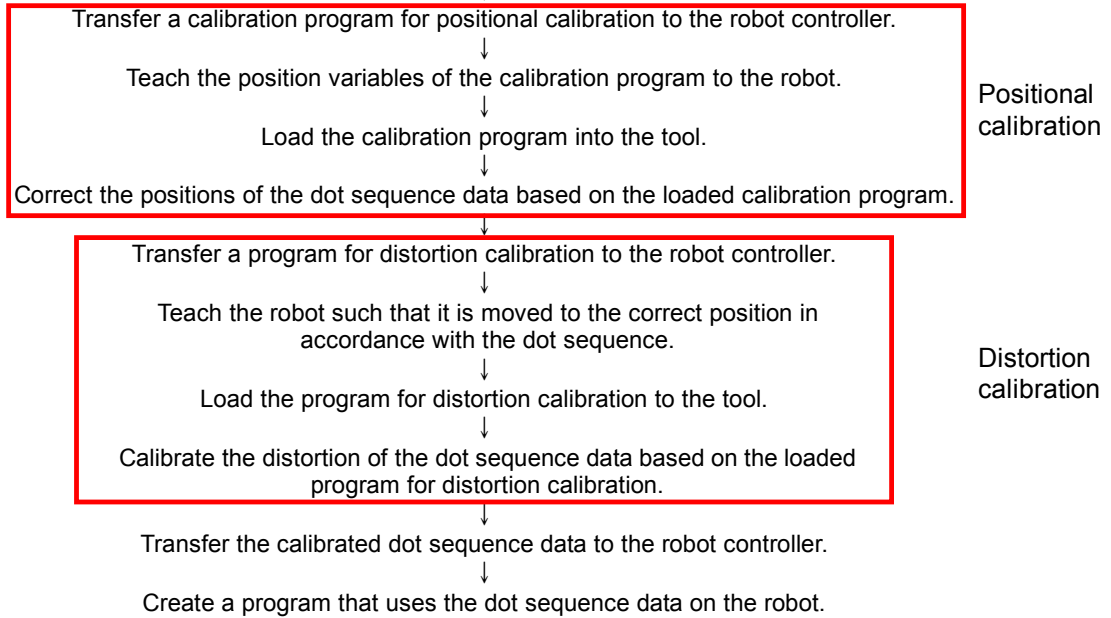 Transfer a calibration program for positional calibration to the robot controller.
Teach the position variables of the calibration program to the robot.
Load the calibration program into the tool.
Correct the positions of the dot sequence data based on the loaded calibration program.
Positional
calibration
Transfer a program for distortion calibration to the robot controller.
Teach the robot such that it is moved to the correct position in
accordance with the dot sequence.
Load the program for distortion calibration to the tool.
Calibrate the distortion of the dot sequence data based on the loaded
program for distortion calibration.
Distortion
calibration
Transfer the calibrated dot sequence data to the robot controller.
Create a program that uses the dot sequence data on the robot.